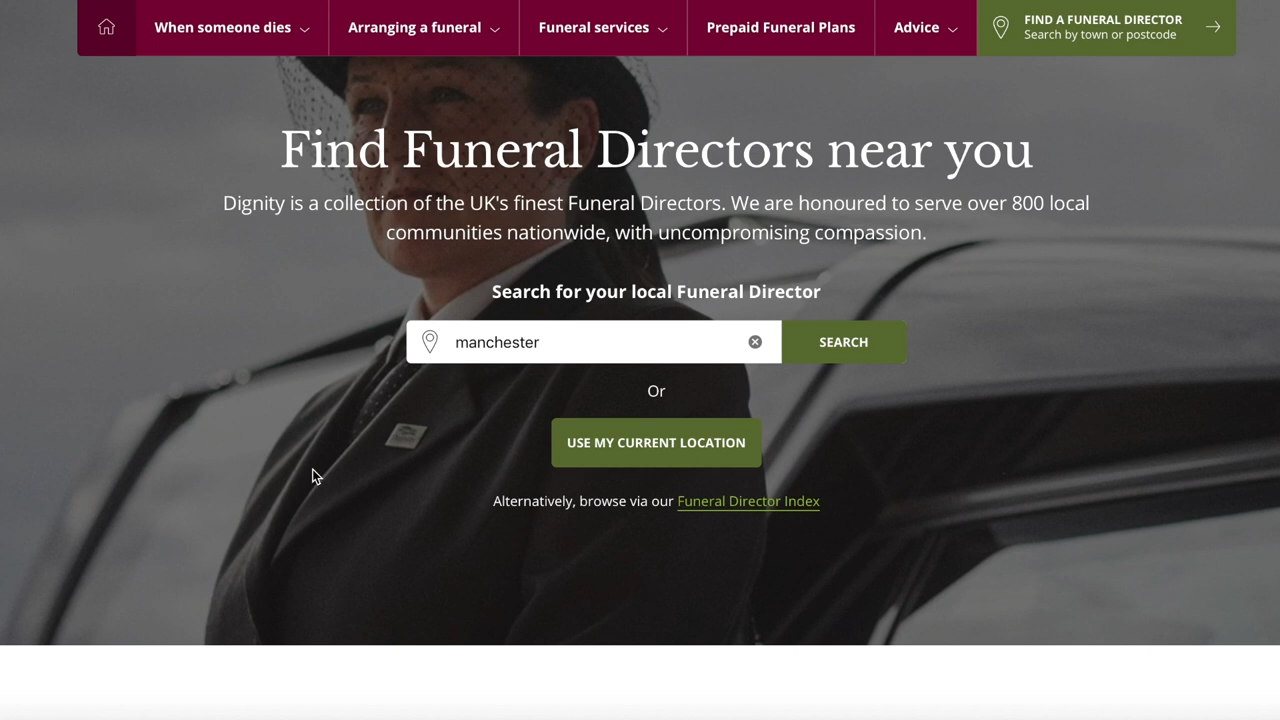 When someone dies
Arranging a funeral
Funeral services
Prepaid Funeral Plans
Advice
FIND A FUNERAL DIRECTOR
Search by town or postcode
Find Funeral Directors near you
Dignity is a collection of the UK's finest Funeral Directors. We are honoured to serve over 800 local
communities nationwide, with uncompromising compassion.
Search for your local Funeral Director
manchester
SEARCH
Or
USE MY CURRENT LOCATION
Alternatively, browse via our Funeral Director Index